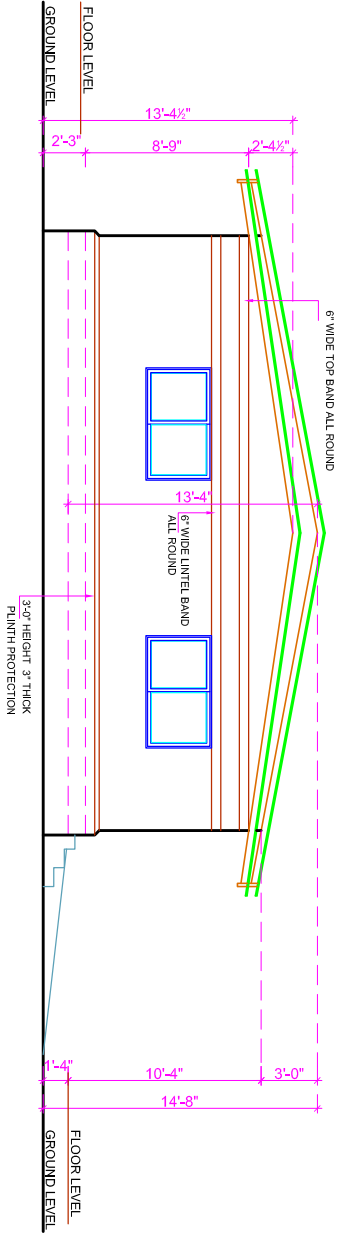 FLOOR LEVEL
GROUND LEVEL
13'-4½"
2'-3"
8'-9"
2'-4½"
6" WIDE TOP BAND ALL ROUND
13'-4"
6" WIDE LINTEL BAND
ALL ROUND
3'-0" HEIGHT 3" THICK
PLINTH PROTECTION
1'-4"
10'-4"
3'-0"
14'-8"
FLOOR LEVEL
GROUND LEVEL